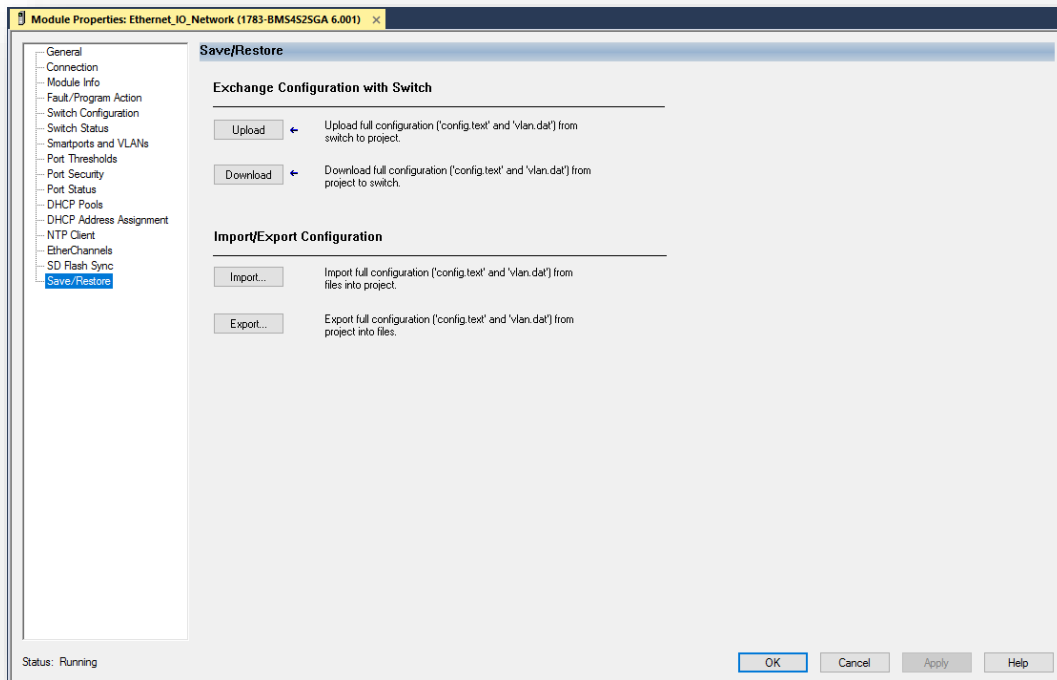 Module Properties: Ethernet_IO_Network (1783-BMS4S2SGA 6.001) ×
General
Connection
Module Info
Fault/Program Action
Switch Configuration
Switch Status
Smartports and VLANs
Port Thresholds
Port Security
Port Status
DHCP Pools
DHCP Address Assignment
NTP Client
EtherChannels
SD Flash Sync
Save/Restore
Save/Restore
Exchange Configuration with Switch
Upload
Upload full configuration ('config.text' and 'vlan.dat') from
switch to project.
Download
Download full configuration ('config.text' and 'vlan.dat') from
project to switch.
Import/Export Configuration
Import...
Import full configuration ('config.text' and 'vlan.dat') from
files into project.
Export...
Export full configuration ('config.text' and 'vlan.dat') from
project into files.
Status: Running
OK
Cancel
Apply
Help